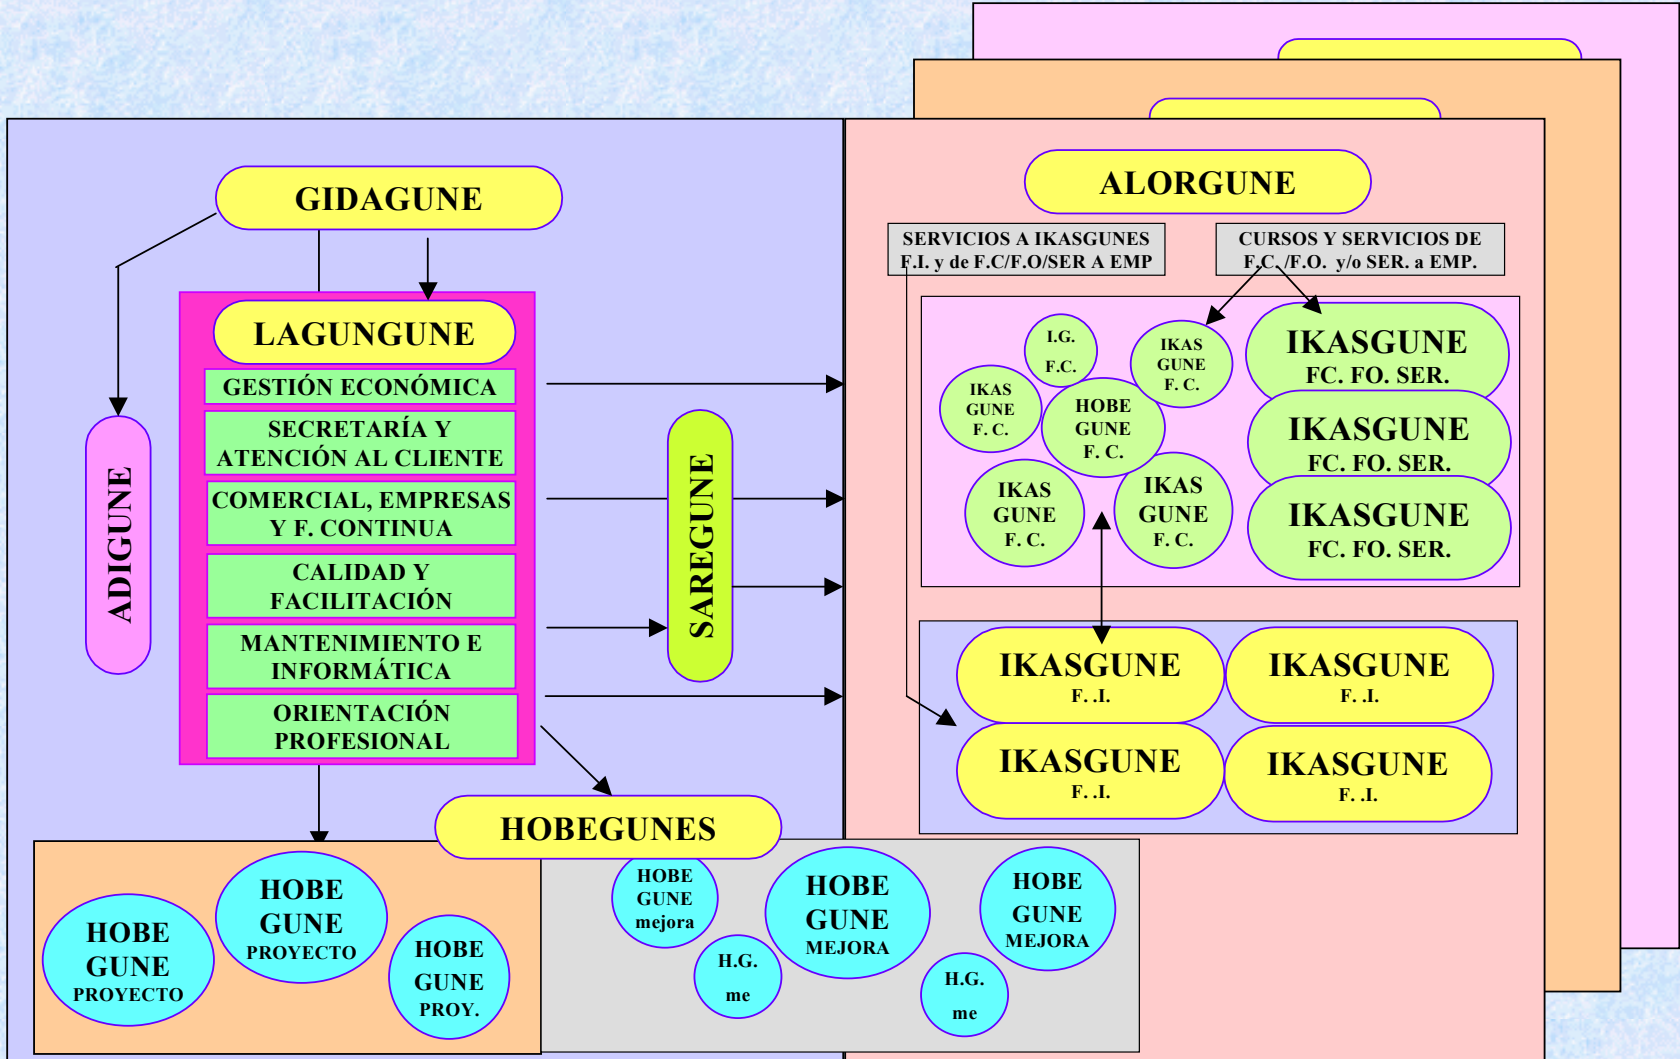 GIDAGUNE
ADIGUNE
LAGUNGUNE
GESTIÓN ECONÓMICA
SECRETARÍA Y
ATENCIÓN AL CLIENTE
COMERCIAL, EMPRESAS
Y F. CONTINUA
CALIDAD Y
FACILITACIÓN
MANTENIMIENTO E
INFORMÁTICA
ORIENTACIÓN
PROFESIONAL
SAREGUNE
HOBEGUNES
HOBE
GUNE
PROYECTO
HOBE
GUNE
PROYECTO
HOBE
GUNE
PROY.
HOBE
GUNE
mejora
H.G.
me
HOBE
GUNE
MEJORA
H.G.
me
HOBE
GUNE
MEJORA
ALORGUNE
SERVICIOS A IKASGUNES
F.I. y de F.C/F.O/SER A EMP
CURSOS Y SERVICIOS DE
F.C. /F.O. y/o SER. a EMP.
I.G.
F.C.
IKAS
GUNE
F. C.
IKAS
GUNE
F. C.
HOBE
GUNE
F. C.
IKAS
GUNE
F. C.
IKAS
GUNE
F. C.
IKASGUNE
FC. FO. SER.
IKASGUNE
FC. FO. SER.
IKASGUNE
FC. FO. SER.
IKASGUNE
F. .I.
IKASGUNE
F. .I.
IKASGUNE
F. .I.
IKASGUNE
F. .I.